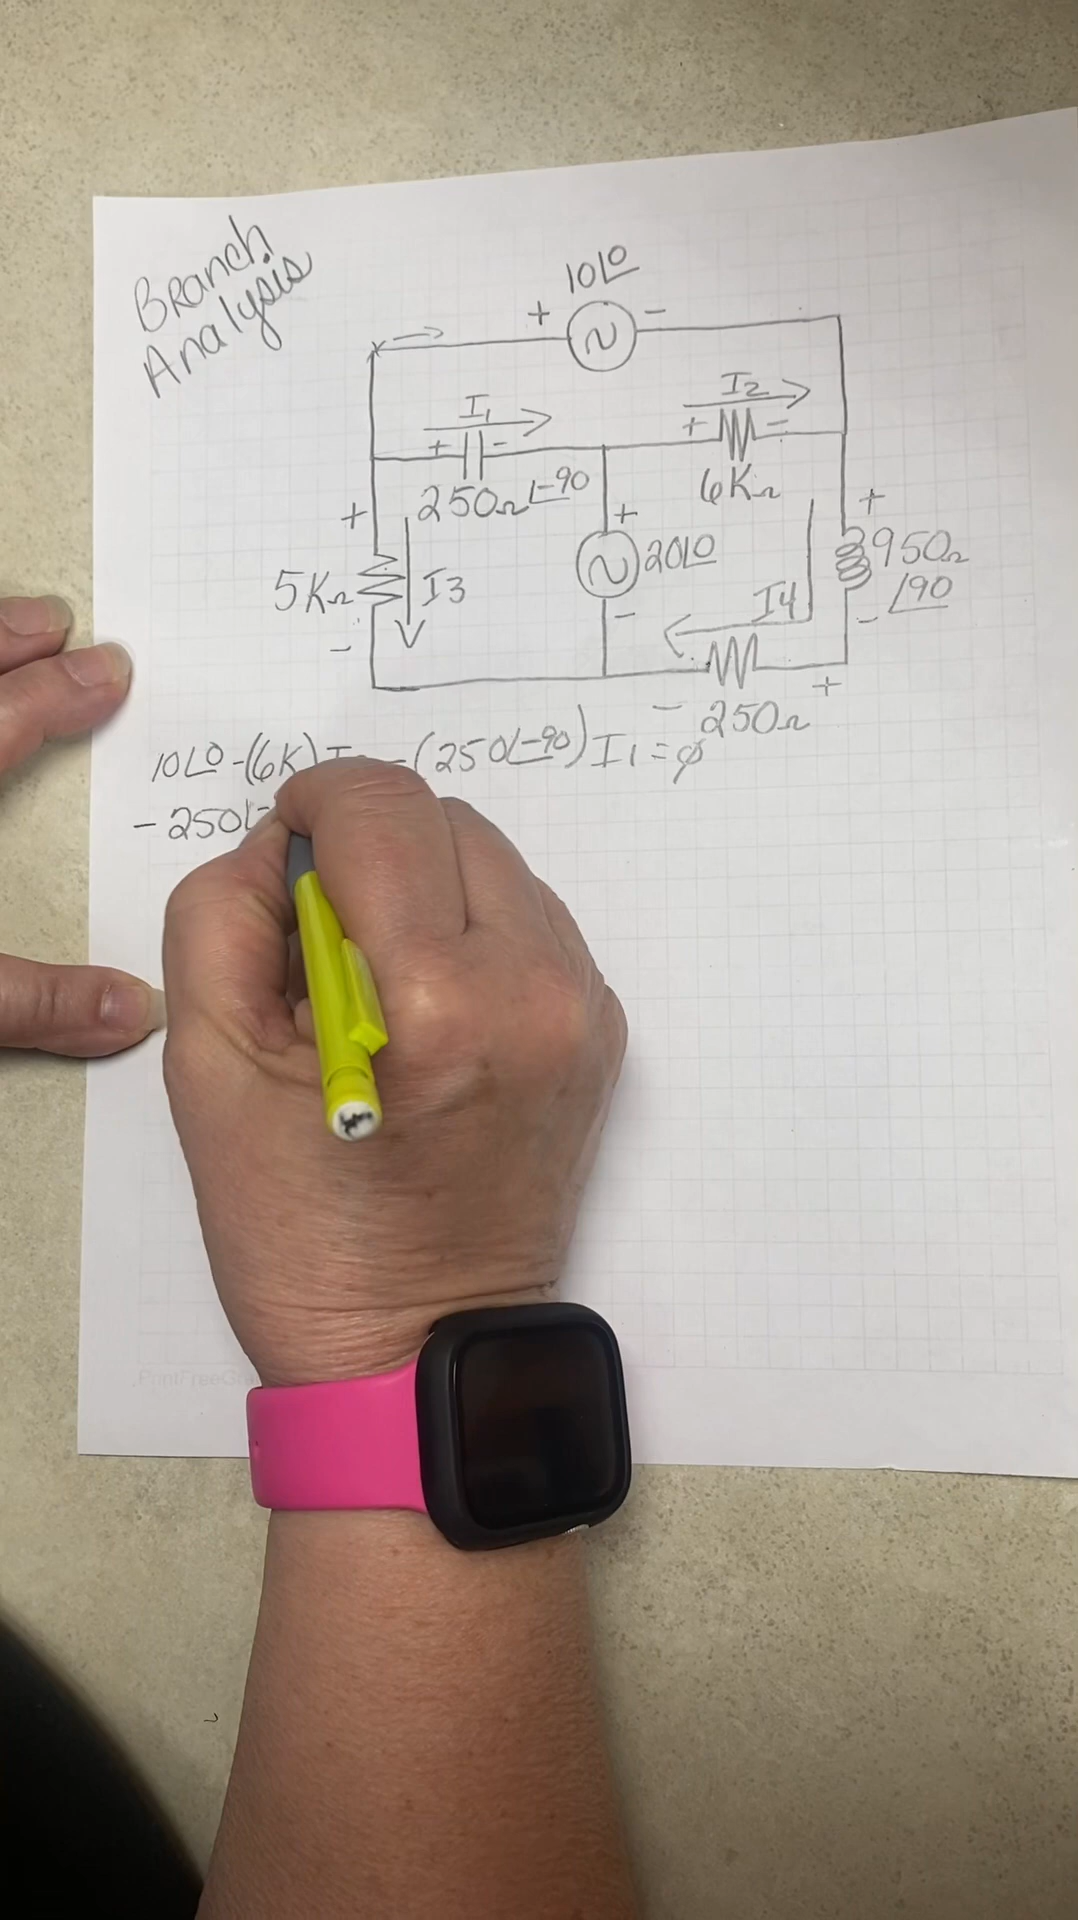 Branch
Analysis
10∠0
+ -
I1
+ -
250Ω∠-90
I2
+ -
6KΩ
+
5KΩ
-
I3
+
20∠0
-
I4
+
950Ω
∠90
-
+
- 250Ω
10∠0-(6K) -(250∠-90)I1=φ
-250∠-